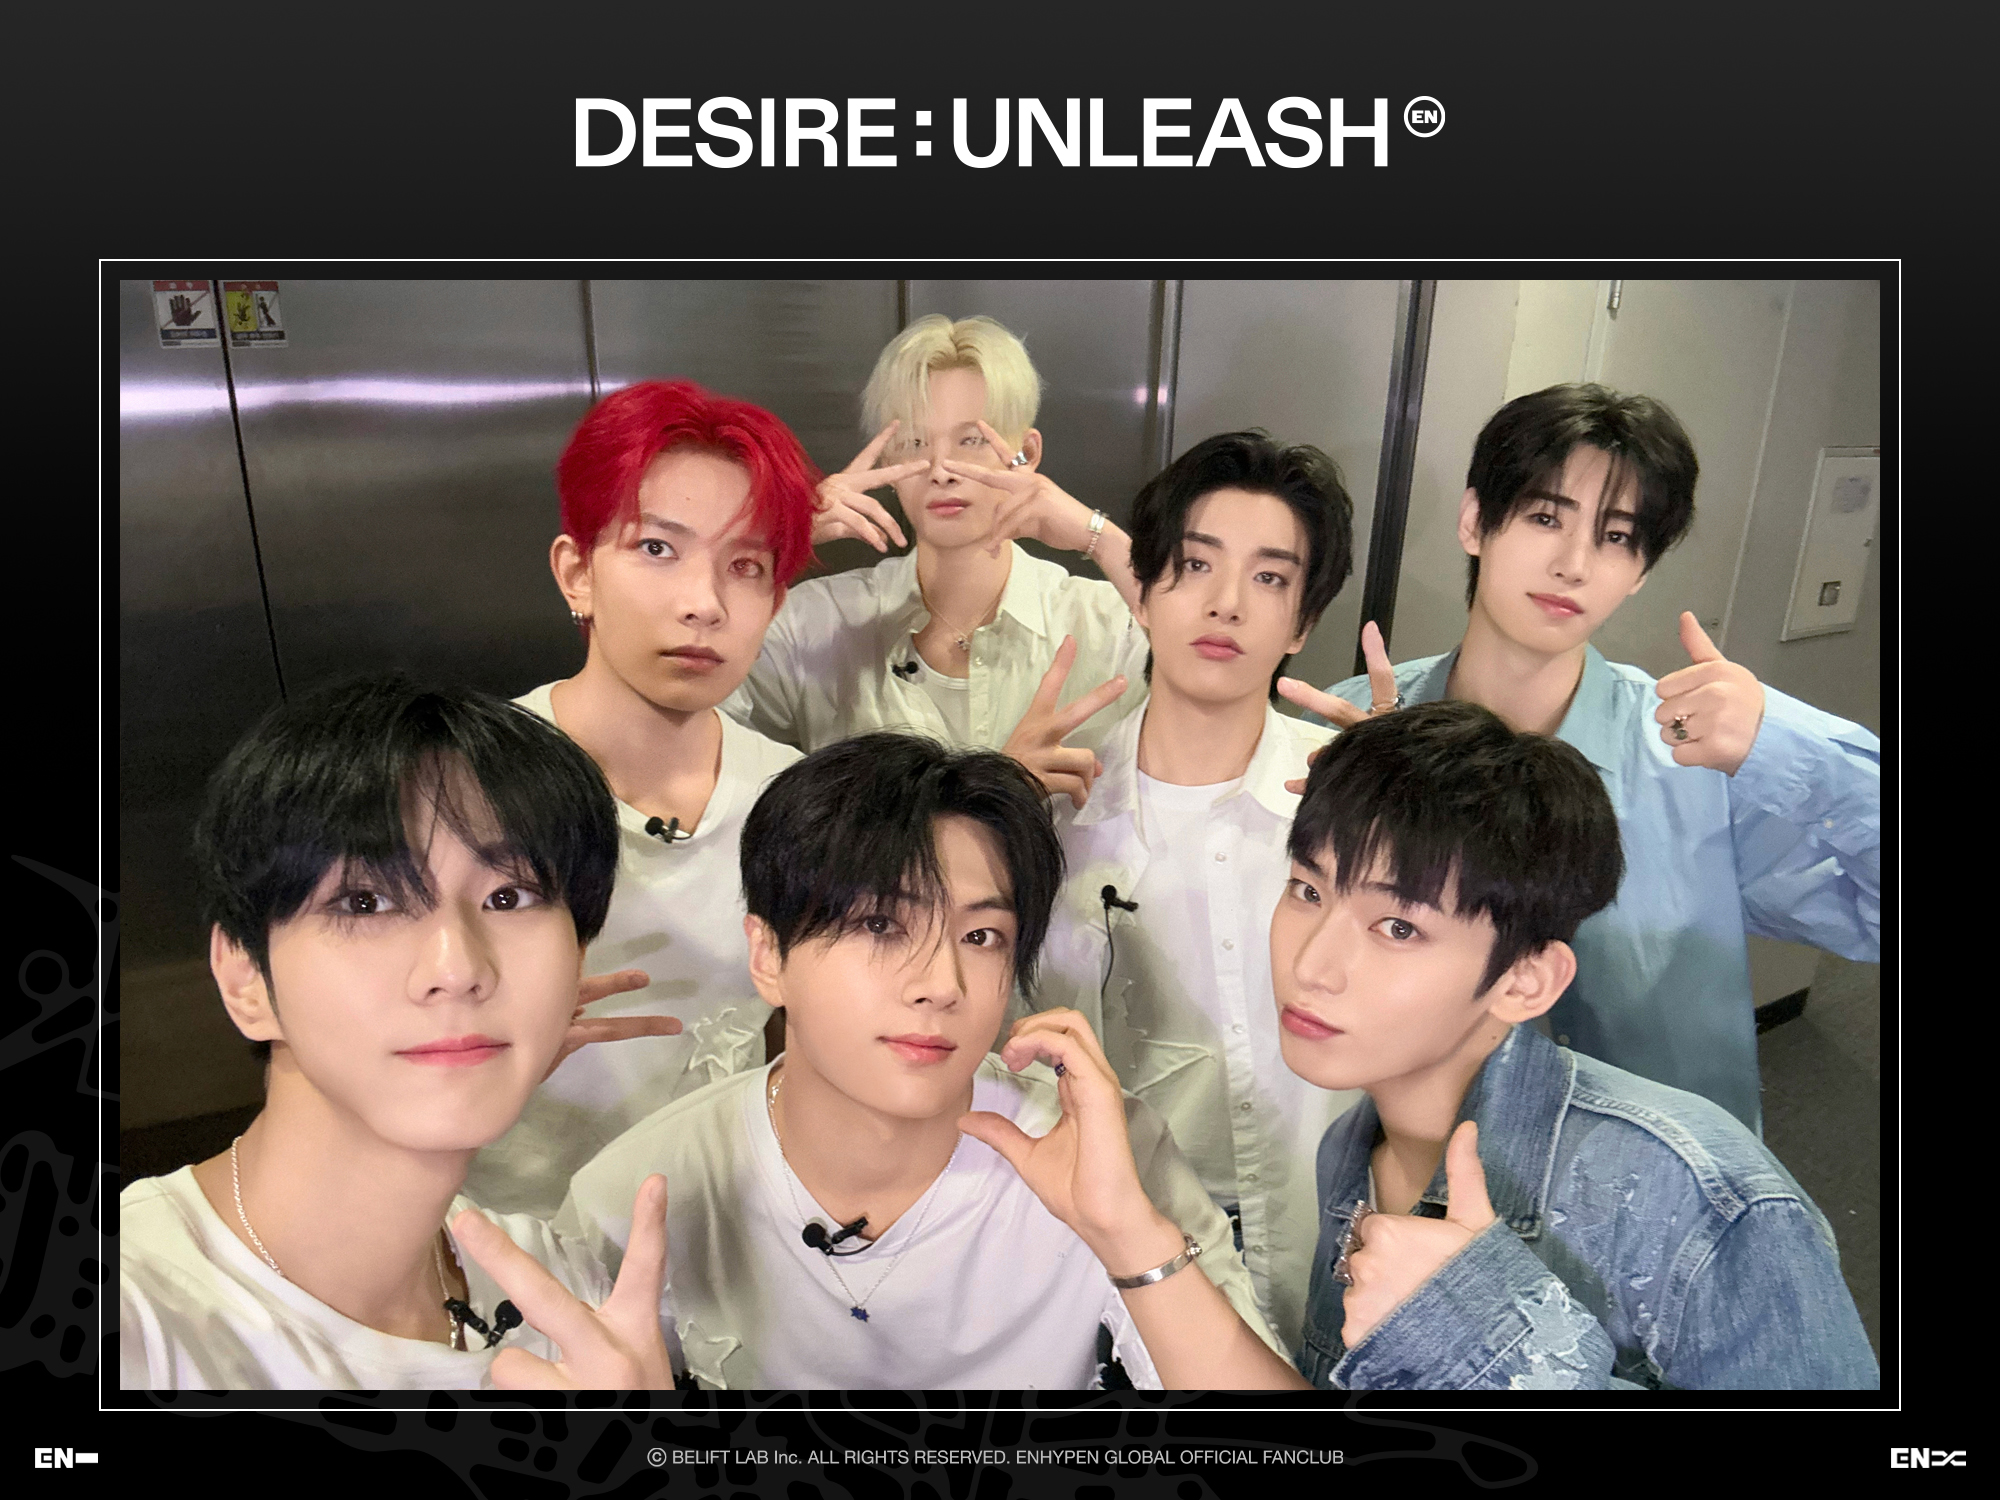 DESIRE : UNLEASH EN
EN–
Ⓒ BELIFT LAB Inc. ALL RIGHTS RESERVED. ENHYPEN GLOBAL OFFICIAL FANCLUB
EN